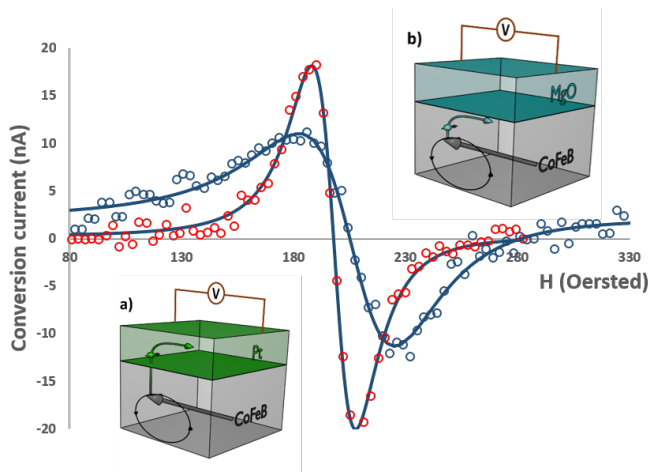 Conversion current (nA)
20
15
10
5
0
-5
-10
-15
-20
80
130
180
230
280
330
H (Oersted)
b)
V
MgO
CoFeB
a)
V
Pt
CoFeB